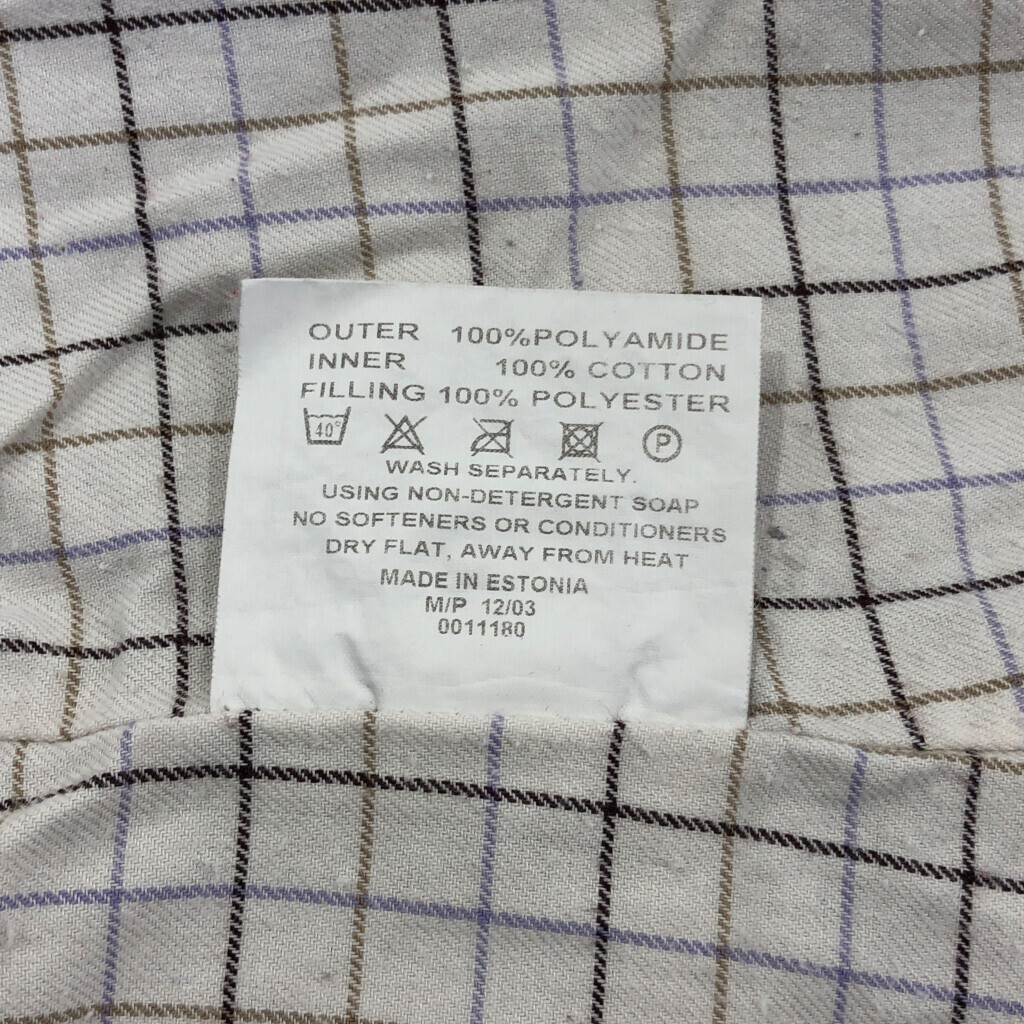 OUTER 100%POLYAMIDE
INNER 100% COTTON
FILLING 100% POLYESTER
40° P
WASH SEPARATELY.
USING NON-DETERGENT SOAP
NO SOFTENERS OR CONDITIONERS
DRY FLAT, AWAY FROM HEAT
MADE IN ESTONIA
M/P 12/03
0011180